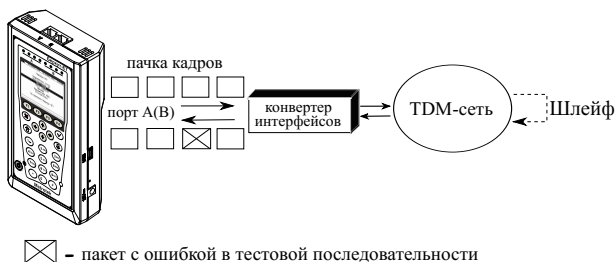 пачка кадров
порт А(В)
конвертер
интерфейсов
TDM-сеть
Шлейф
– пакет с ошибкой в тестовой последовательности